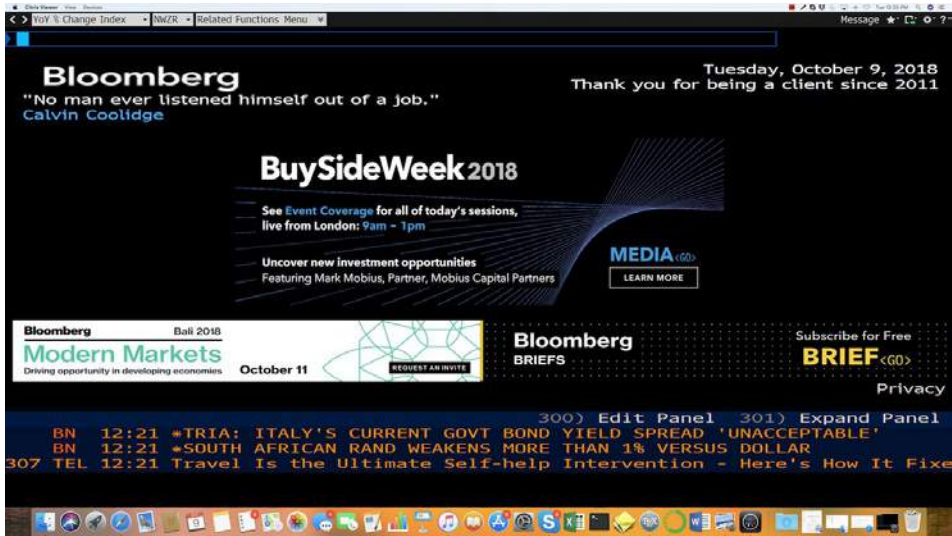 Citrix Viewer View Devices
YoY % Change Index NWZR Related Functions Menu
Message
Bloomberg
"No man ever listened himself out of a job."
Calvin Coolidge
Tuesday, October 9, 2018
Thank you for being a client since 2011
BuySideWeek 2018
See Event Coverage for all of today's sessions,
live from London: 9am – 1pm
Uncover new investment opportunities
Featuring Mark Mobius, Partner, Mobius Capital Partners
MEDIA<GO>
LEARN MORE
Bloomberg Bali 2018
Modern Markets
Driving opportunity in developing economies October 11
REQUEST AN INVITE
Bloomberg
BRIEFS
Subscribe for Free
BRIEF<GO>
Privacy
300) Edit Panel 301) Expand Panel
BN 12:21 *TRIA: ITALY'S CURRENT GOVT BOND YIELD SPREAD 'UNACCEPTABLE'
BN 12:21 *SOUTH AFRICAN RAND WEAKENS MORE THAN 1% VERSUS DOLLAR
307 TEL 12:21 Travel Is the Ultimate Self-help Intervention - Here's How It Fixe